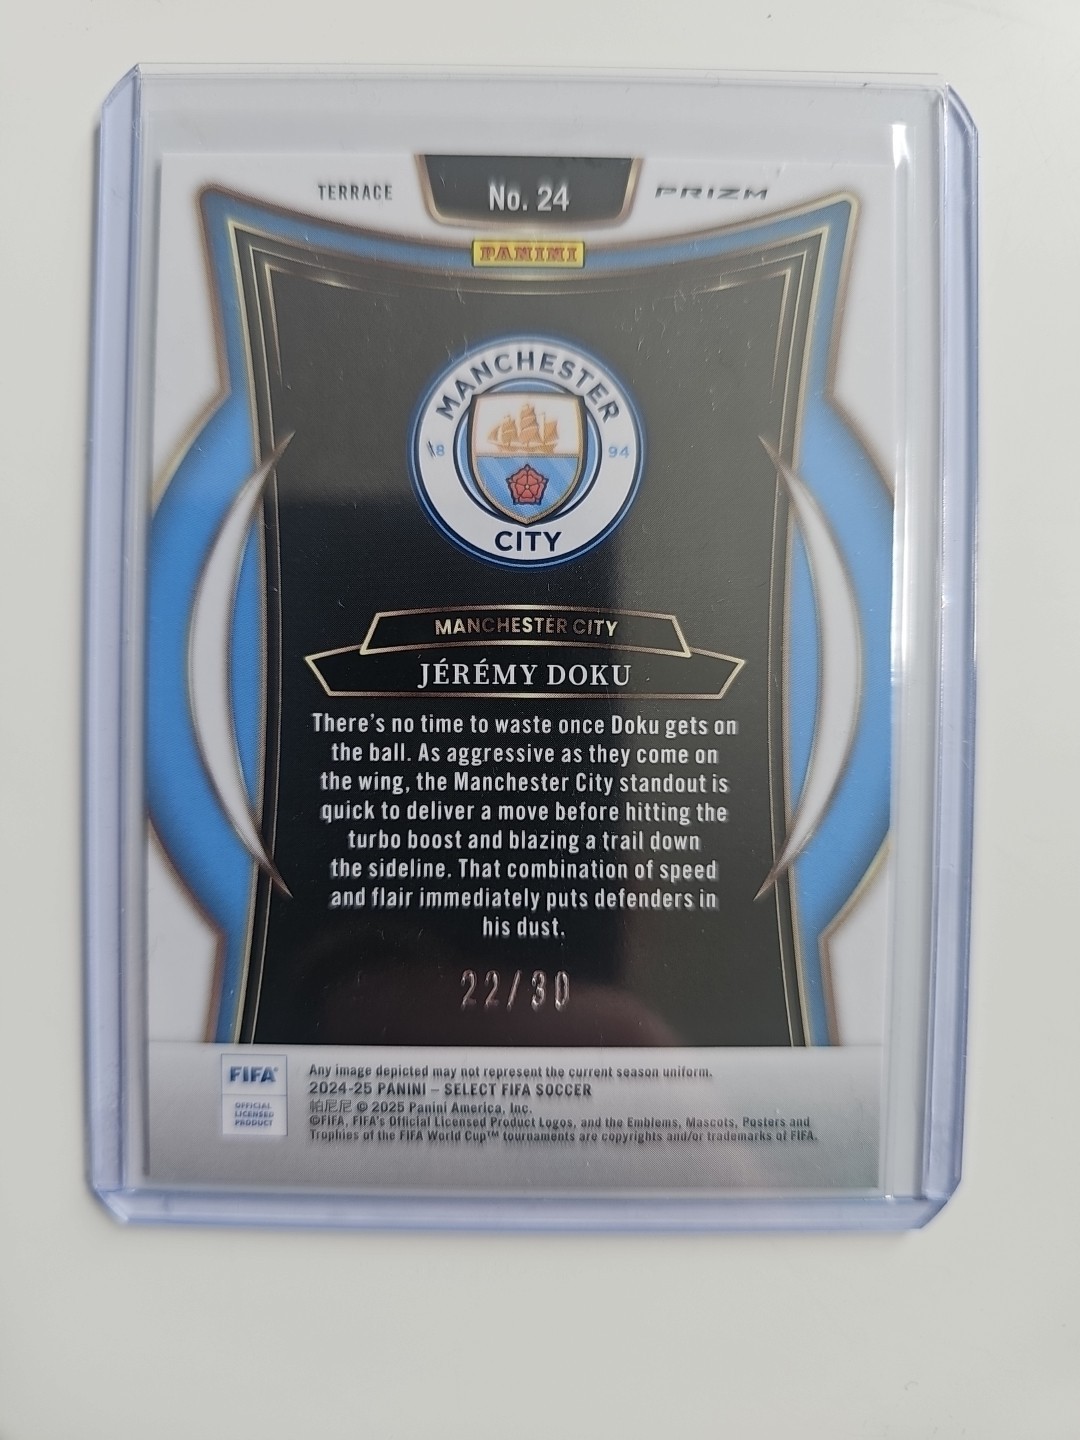 TERRACE
No. 24
PRIZM
PANINI
MANCHESTER
18 94
CITY
MANCHESTER CITY
JÉRÉMY DOKU
There's no time to waste once Doku gets on
the ball. As aggressive as they come on
the wing, the Manchester City standout is
quick to deliver a move before hitting the
turbo boost and blazing a trail down
the sideline. That combination of speed
and flair immediately puts defenders in
his dust.
22/30
FIFA®
OFFICIAL
LICENSED
PRODUCT
Any image depicted may not represent the current season uniform.
2024-25 PANINI – SELECT FIFA SOCCER
帕尼尼 © 2025 Panini America, Inc.
©FIFA, FIFA's Official Licensed Product Logos, and the Emblems, Mascots, Posters and
Trophies of the FIFA World Cup™ tournaments are copyrights and/or trademarks of FIFA.